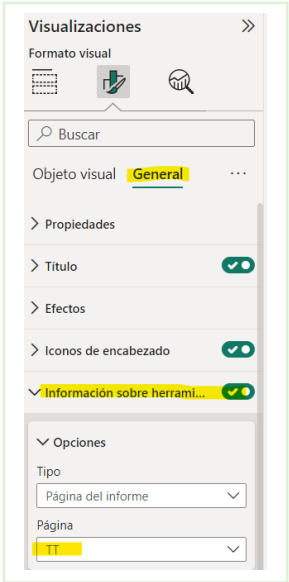 Visualizaciones
Formato visual
Buscar
Objeto visual General ...
Propiedades
Título
Efectos
Iconos de encabezado
Información sobre herrami...
Opciones
Tipo
Página del informe
Página
TT